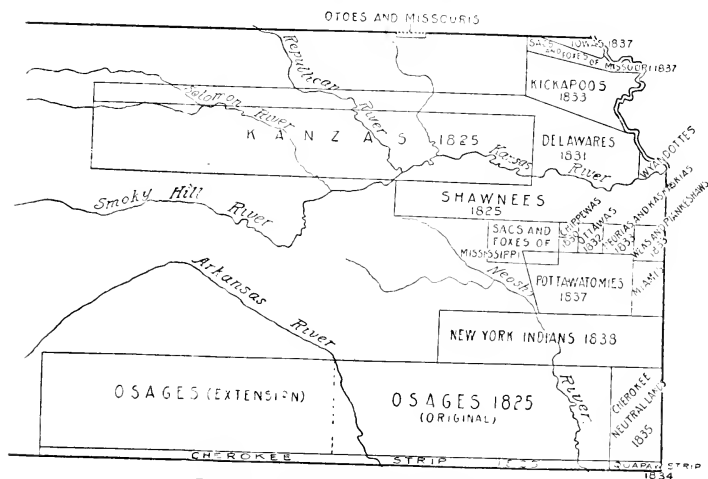 OTOES AND MISSOURIS
SACS
IOWAS 1837
AND FOXES OF MISSOURI 1837
KICKAPOOS
1833
Republican
River
Solomon River
KANZAS 1825
DELAWARES
1831
WYANDOTTES
Kansas
River
Smoky Hill
River
SHAWNEES
1825
SACS AND
FOXES OF
MISSISSIPPI
CHIPPEWAS
OTTAWAS
1832
PEORIAS AND KASKASKIAS
1833
WEAS AND PIANKISHAWS
MIAMIS
Neosho
River
POTTAWATOMIES
1837
Arkansas
River
NEW YORK INDIANS 1838
OSAGES (EXTENSION)
OSAGES 1825
(ORIGINAL)
CHEROKEE
NEUTRAL LANDS
1835
CHEROKEE STRIP
QUAPAW STRIP
1834